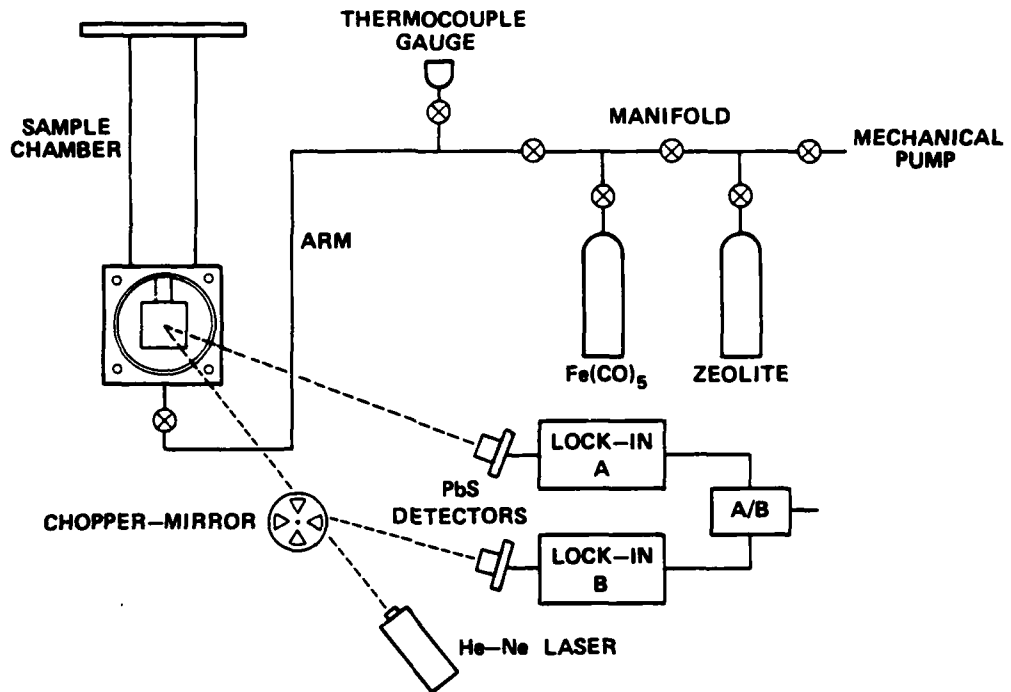 THERMOCOUPLE
GAUGE
SAMPLE
CHAMBER
MANIFOLD
MECHANICAL
PUMP
ARM
Fe(CO)5
ZEOLITE
LOCK–IN
A
PbS
DETECTORS
A/B
CHOPPER–MIRROR
LOCK–IN
B
He–Ne LASER